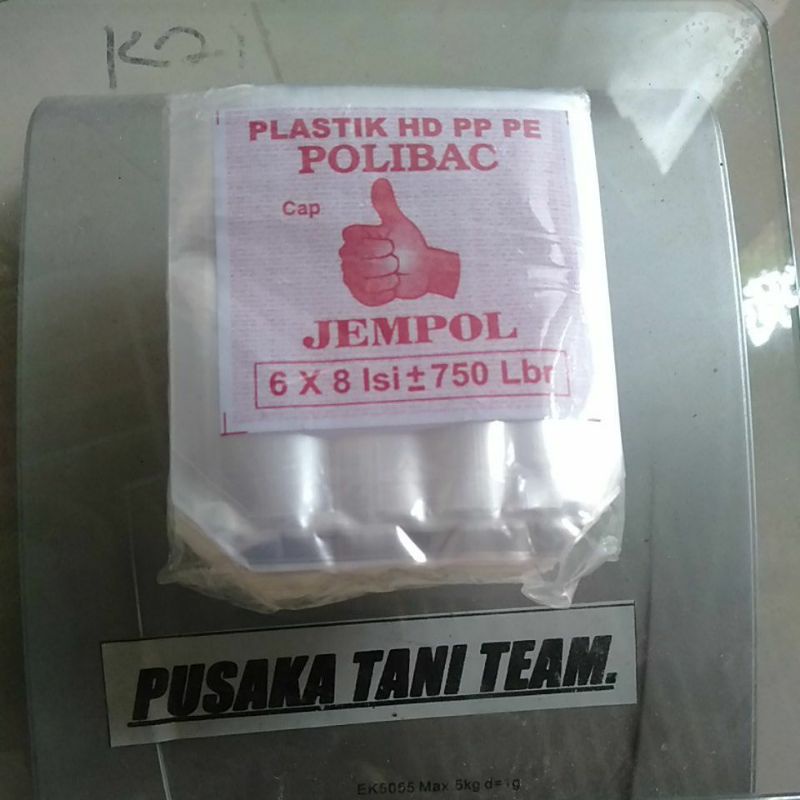 PLASTIK HD PP PE
POLIBAC
Cap
JEMPOL
6 X 8 Isi ± 750 Lbr
PUSAKA TANI TEAM.
EK5055 Max 5kg d=1g